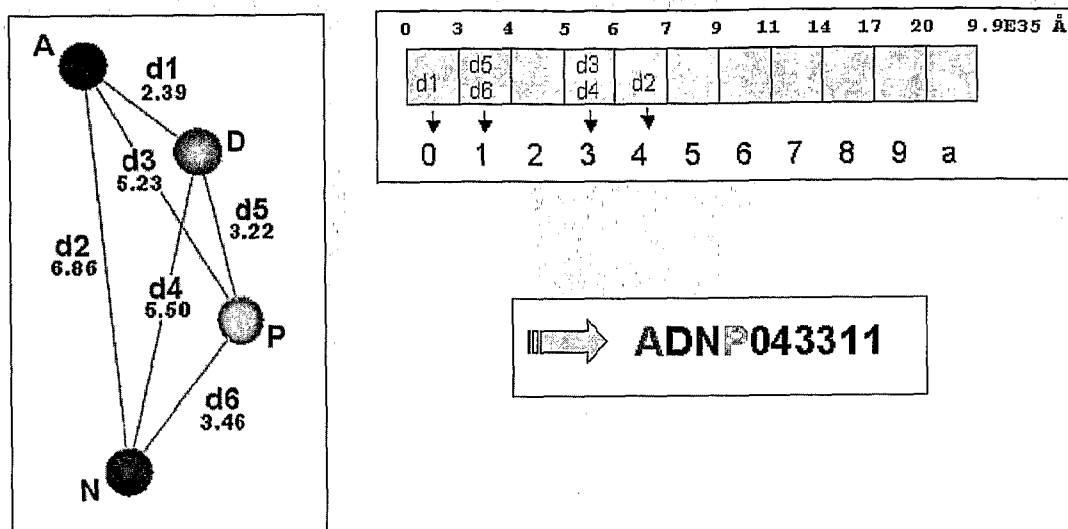 A
d1
2.39
D
d3
5.23
d5
3.22
d2
6.86
d4
5.50
P
d6
3.46
N
0 3 4 5 6 7 9 11 14 17 20 9.9E35 Å
d1 d5 d3 d2
d6 d4
0 1 2 3 4 5 6 7 8 9 a
ADNP043311